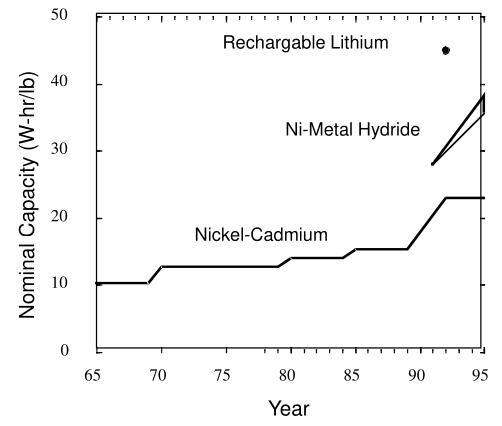 50
Rechargable Lithium
40
Ni-Metal Hydride
30
20
Nickel-Cadmium
10
0
Nominal Capacity (W-hr/lb)
65 70 75 80 85 90 95
Year